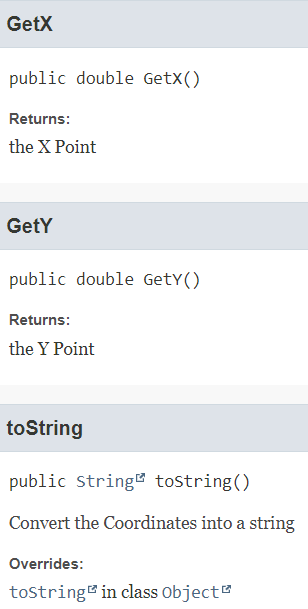 GetX
public double GetX()
Returns:
the X Point
GetY
public double GetY()
Returns:
the Y Point
toString
public String toString()
Convert the Coordinates into a string
Overrides:
toString in class Object